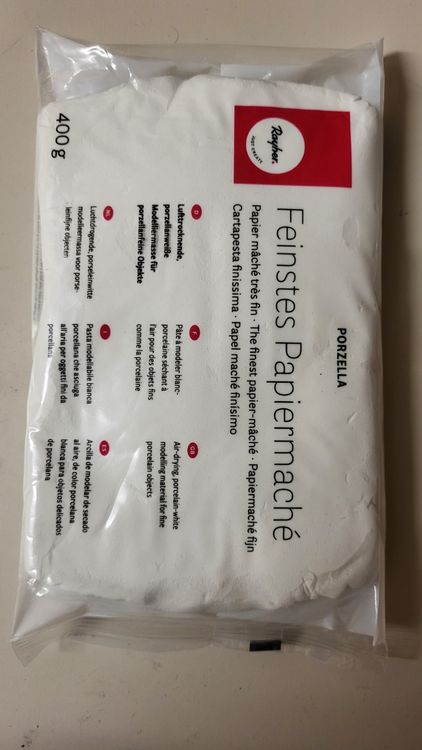 Rayher.
JUST CREATE
PORZELLA
Feinstes Papiermaché
Papier mâché très fin · The finest papier-mâché · Papiermaché fijn
Cartapesta finissima · Papel maché finísimo
D
Lufttrocknende,
porzellanweiße
Modelliermasse für
porzellanfeine Objekte
F
Pâte à modeler blanc-
porcelaine séchant à
l'air pour des objets fins
comme la porcelaine
GB
Air-drying, porcelain-white
modelling material for fine
porcelain objects
NL
Luchtdrogende, porseleinwitte
modelleermassa voor porse-
leinfijne objecten
I
Pasta modellabile bianca
porcellana che asciuga
all'aria per oggetti fini da
porcellana
ES
Arcilla de modelar de secado
al aire de color porcelana
blanca para objetos delicados
de porcelana
400 g